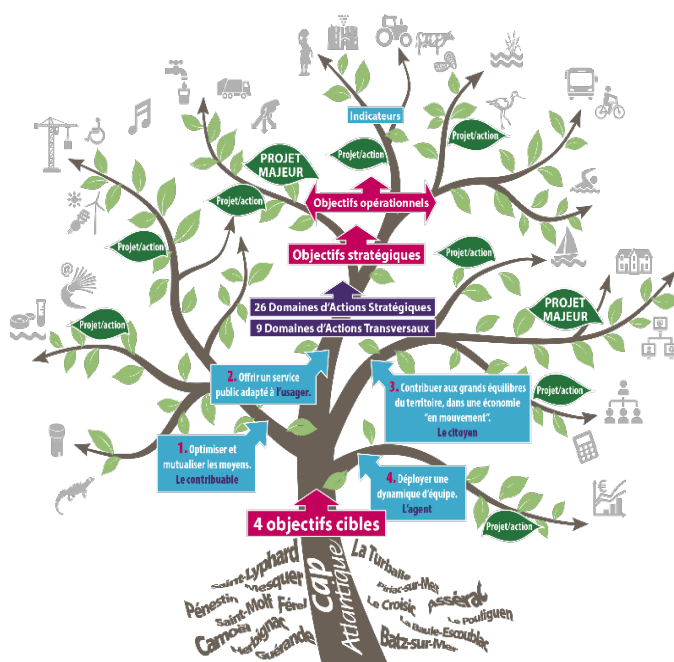 Indicateurs
Projet/action
Projet/action
PROJET
MAJEUR
Projet/action
Objectifs opérationnels
Projet/action
Objectifs stratégiques
Projet/action
26 Domaines d'Actions Stratégiques
9 Domaines d'Actions Transversaux
PROJET
MAJEUR
Projet/action
@
2. Offrir un service
public adapté à l'usager.
3. Contribuer aux grands équilibres
du territoire, dans une économie
"en mouvement".
Le citoyen
Projet/action
1. Optimiser et
mutualiser les moyens.
Le contribuable
4. Déployer une
dynamique d'équipe.
L'agent
€
4 objectifs cibles
Projet/action
Cap
Atlantique
Saint-Lyphard
Mesquer
Pénestin
Saint-Molf
Férel
Camoël
Herbignac
Guérande
La Turballe
Piriac-sur-Mer
Assérac
Le Croisic
Le Pouliguen
La Baule-Escoublac
Batz-sur-Mer